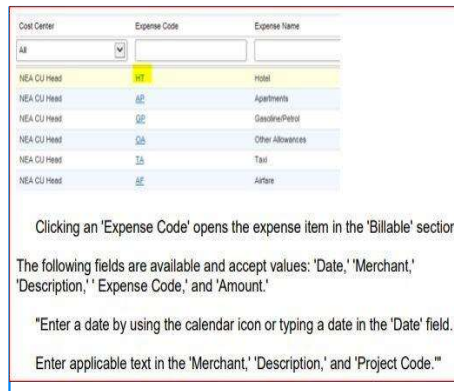 Cost Center Expense Code Expense Name
All
NEA CU Head HT Hotel
NEA CU Head AP Apartments
NEA CU Head GP Gasoline/Petrol
NEA CU Head OA Other Allowances
NEA CU Head TA Taxi
NEA CU Head AF Airfare
Clicking an 'Expense Code' opens the expense item in the 'Billable' section
The following fields are available and accept values: 'Date,' 'Merchant,'
'Description,' ' Expense Code,' and 'Amount.'
"Enter a date by using the calendar icon or typing a date in the 'Date' field.
Enter applicable text in the 'Merchant,' 'Description,' and 'Project Code."'